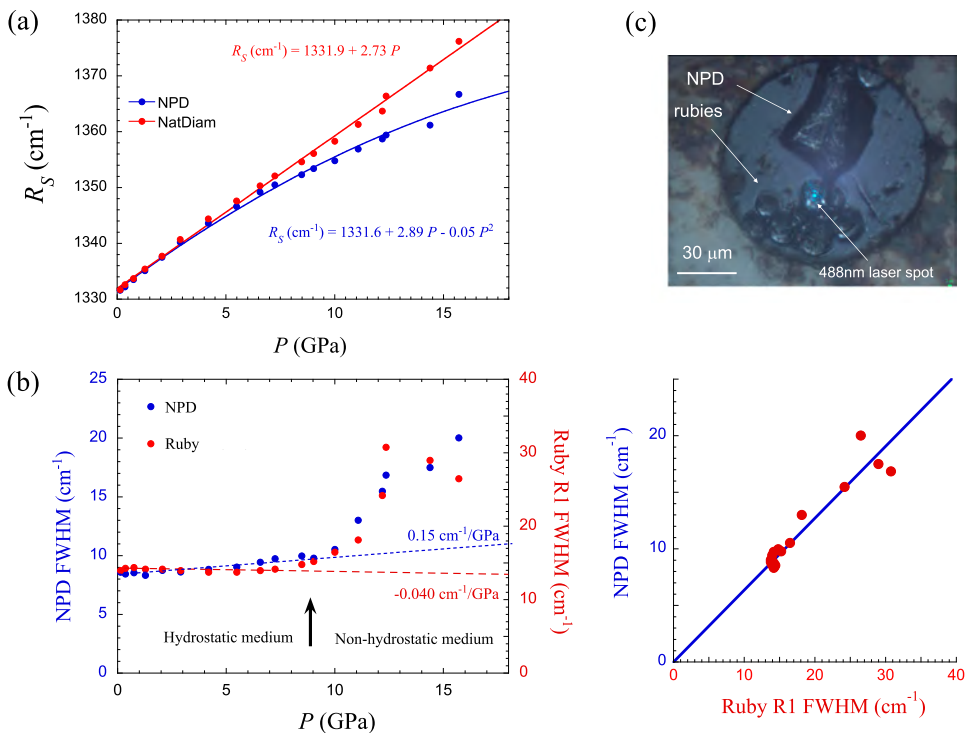 (a)
1380
1370
1360
1350
1340
1330
R_S (cm⁻¹)
R_S (cm⁻¹) = 1331.9 + 2.73 P
NPD
NatDiam
R_S (cm⁻¹) = 1331.6 + 2.89 P - 0.05 P²
0 5 10 15
P (GPa)
(c)
NPD
rubies
30 μm
488nm laser spot
(b)
25
20
15
10
5
0
NPD FWHM (cm⁻¹)
NPD
Ruby
0.15 cm⁻¹/GPa
-0.040 cm⁻¹/GPa
Hydrostatic medium
Non-hydrostatic medium
40
30
20
10
0
Ruby R1 FWHM (cm⁻¹)
0 5 10 15
P (GPa)
20
10
0
NPD FWHM (cm⁻¹)
0 10 20 30 40
Ruby R1 FWHM (cm⁻¹)